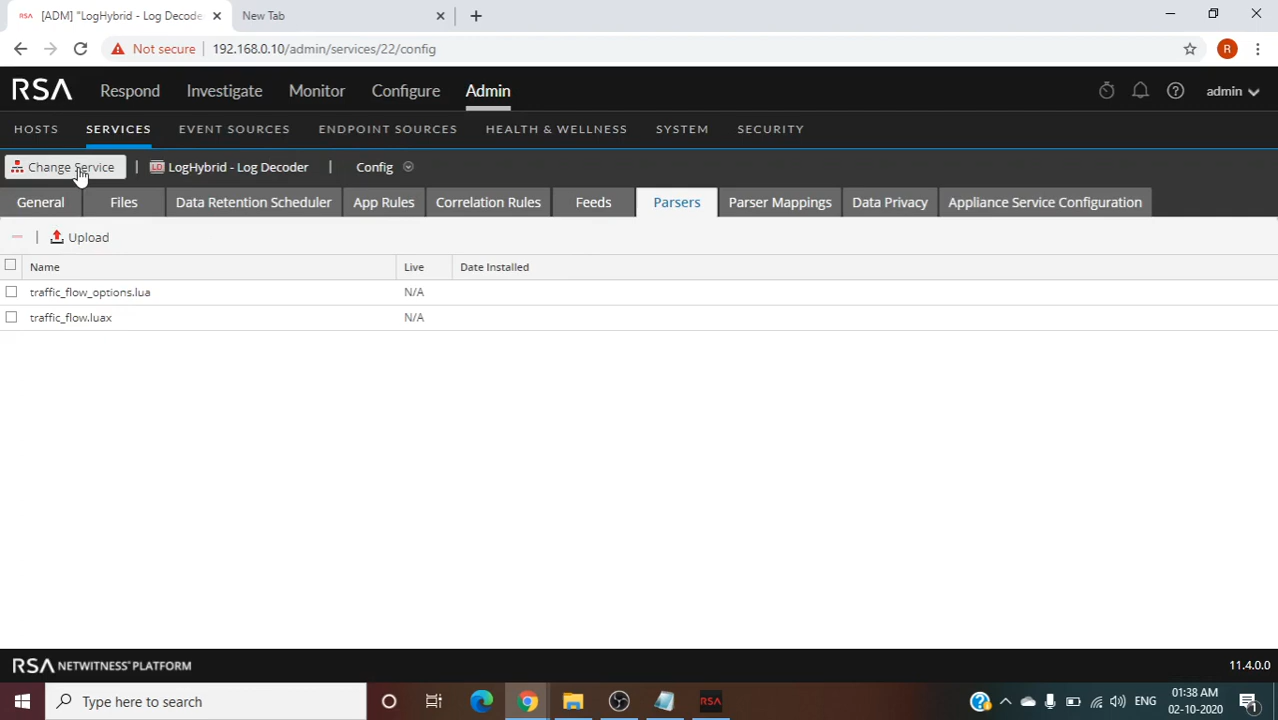 [ADM] "LogHybrid - Log Decode
New Tab
Not secure
192.168.0.10/admin/services/22/config
R
RSA
Respond
Investigate
Monitor
Configure
Admin
admin
HOSTS
SERVICES
EVENT SOURCES
ENDPOINT SOURCES
HEALTH & WELLNESS
SYSTEM
SECURITY
Change Service
LD
LogHybrid - Log Decoder
Config
General
Files
Data Retention Scheduler
App Rules
Correlation Rules
Feeds
Parsers
Parser Mappings
Data Privacy
Appliance Service Configuration
Upload
Name
Live
Date Installed
traffic_flow_options.lua
N/A
traffic_flow.luax
N/A
RSA NETWITNESS® PLATFORM
11.4.0.0
Type here to search
RSA
ENG
01:38 AM
02-10-2020
1